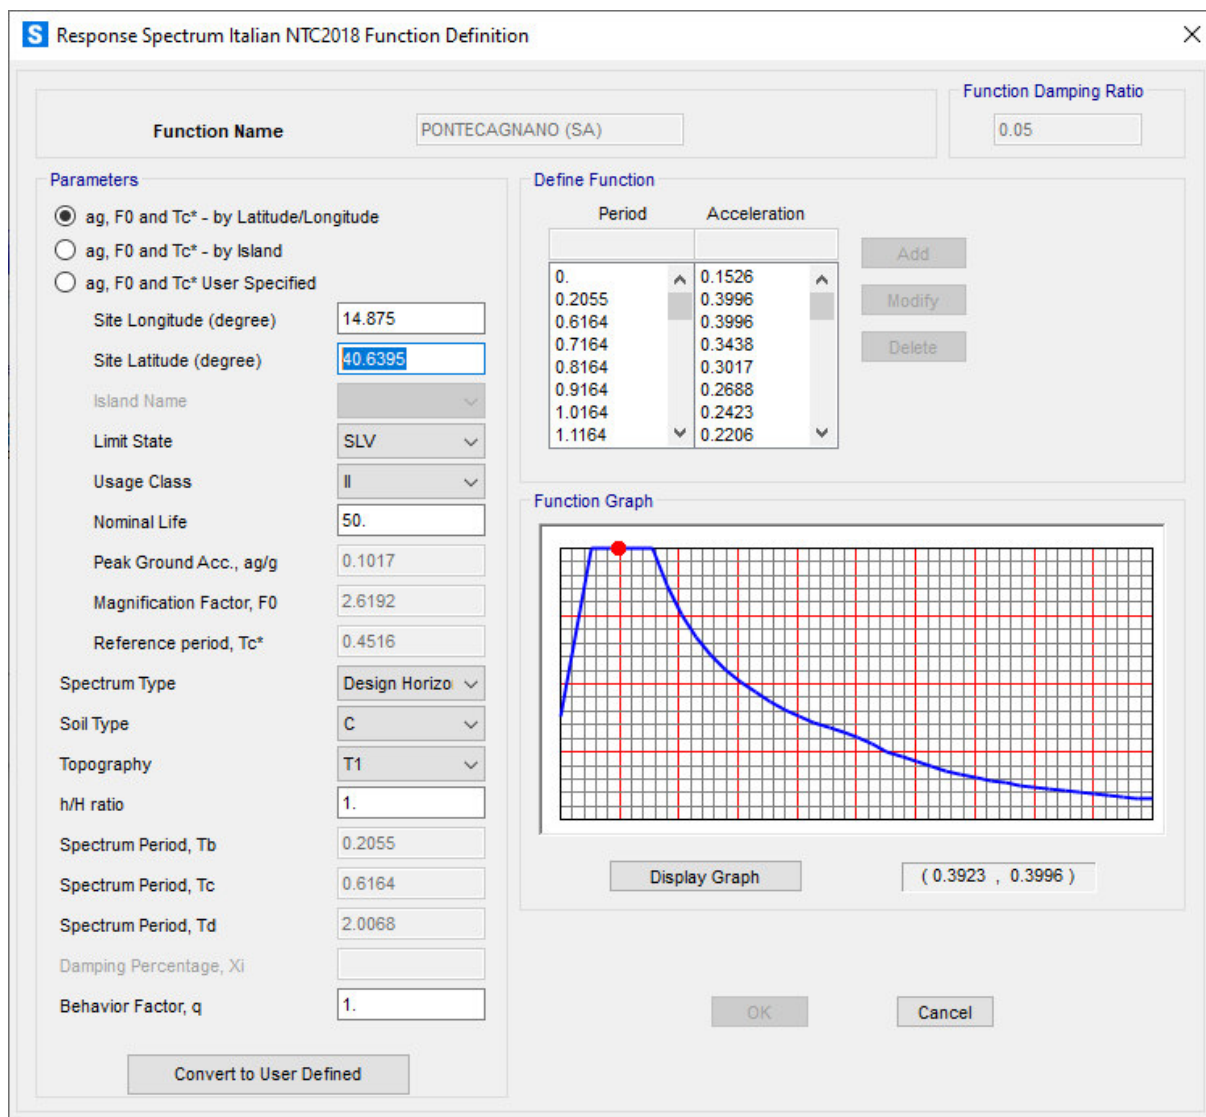 S Response Spectrum Italian NTC2018 Function Definition
Function Name
PONTECAGNANO (SA)
Function Damping Ratio
0.05
Parameters
ag, F0 and Tc* - by Latitude/Longitude
ag, F0 and Tc* - by Island
ag, F0 and Tc* User Specified
Site Longitude (degree) 14.875
Site Latitude (degree) 40.6395
Island Name
Limit State SLV
Usage Class II
Nominal Life 50.
Peak Ground Acc., ag/g 0.1017
Magnification Factor, F0 2.6192
Reference period, Tc* 0.4516
Spectrum Type Design Horizo
Soil Type C
Topography T1
h/H ratio 1.
Spectrum Period, Tb 0.2055
Spectrum Period, Tc 0.6164
Spectrum Period, Td 2.0068
Damping Percentage, Xi
Behavior Factor, q 1.
Convert to User Defined
Define Function
Period Acceleration
0. 0.1526
0.2055 0.3996
0.6164 0.3996
0.7164 0.3438
0.8164 0.3017
0.9164 0.2688
1.0164 0.2423
1.1164 0.2206
Add
Modify
Delete
Function Graph
Display Graph
( 0.3923 , 0.3996 )
OK
Cancel